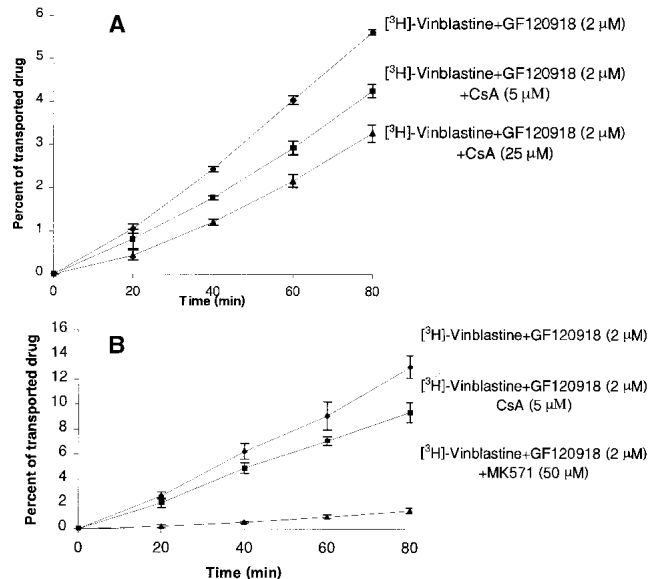 A
[³H]-Vinblastine+GF120918 (2 μM)
[³H]-Vinblastine+GF120918 (2 μM)
+CsA (5 μM)
[³H]-Vinblastine+GF120918 (2 μM)
+CsA (25 μM)
Percent of transported drug
6
5
4
3
2
1
0
0 20 40 60 80
Time (min)
B
[³H]-Vinblastine+GF120918 (2 μM)
[³H]-Vinblastine+GF120918 (2 μM)
CsA (5 μM)
[³H]-Vinblastine+GF120918 (2 μM)
+MK571 (50 μM)
Percent of transported drug
16
14
12
10
8
6
4
2
0
0 20 40 60 80
Time (min)